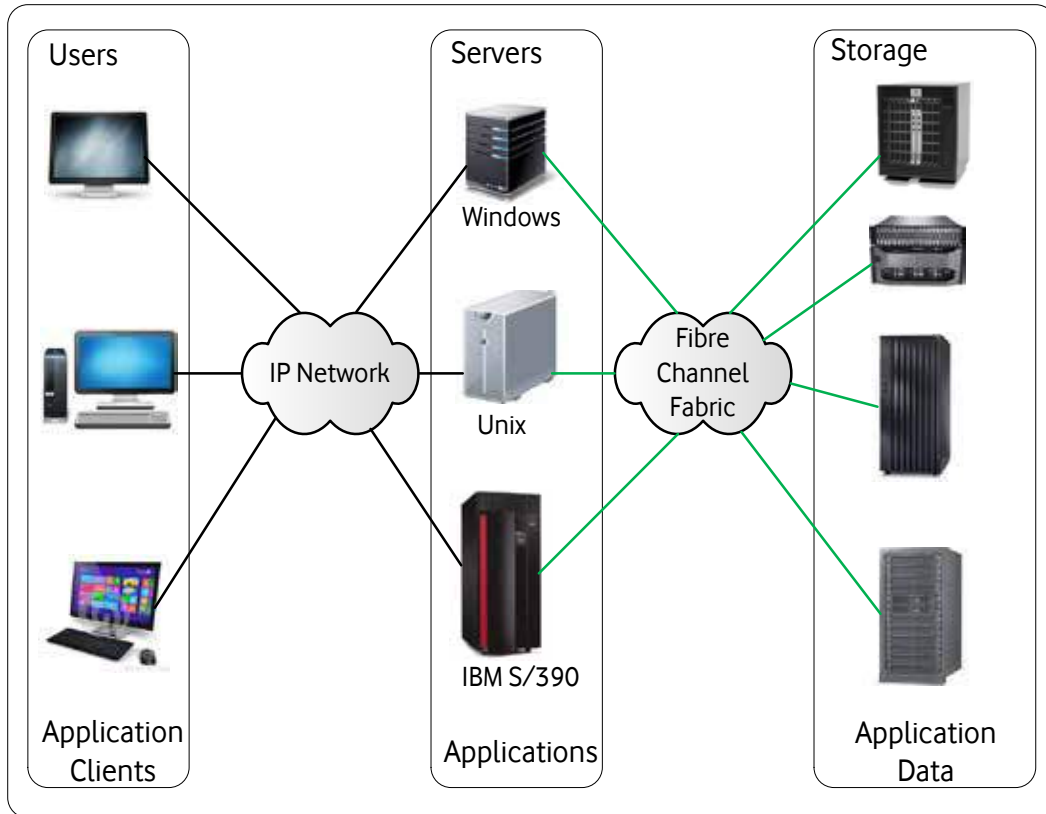 Users
Servers
Storage
Windows
IP Network
Fibre
Channel
Fabric
Unix
IBM S/390
Application
Clients
Applications
Application
Data